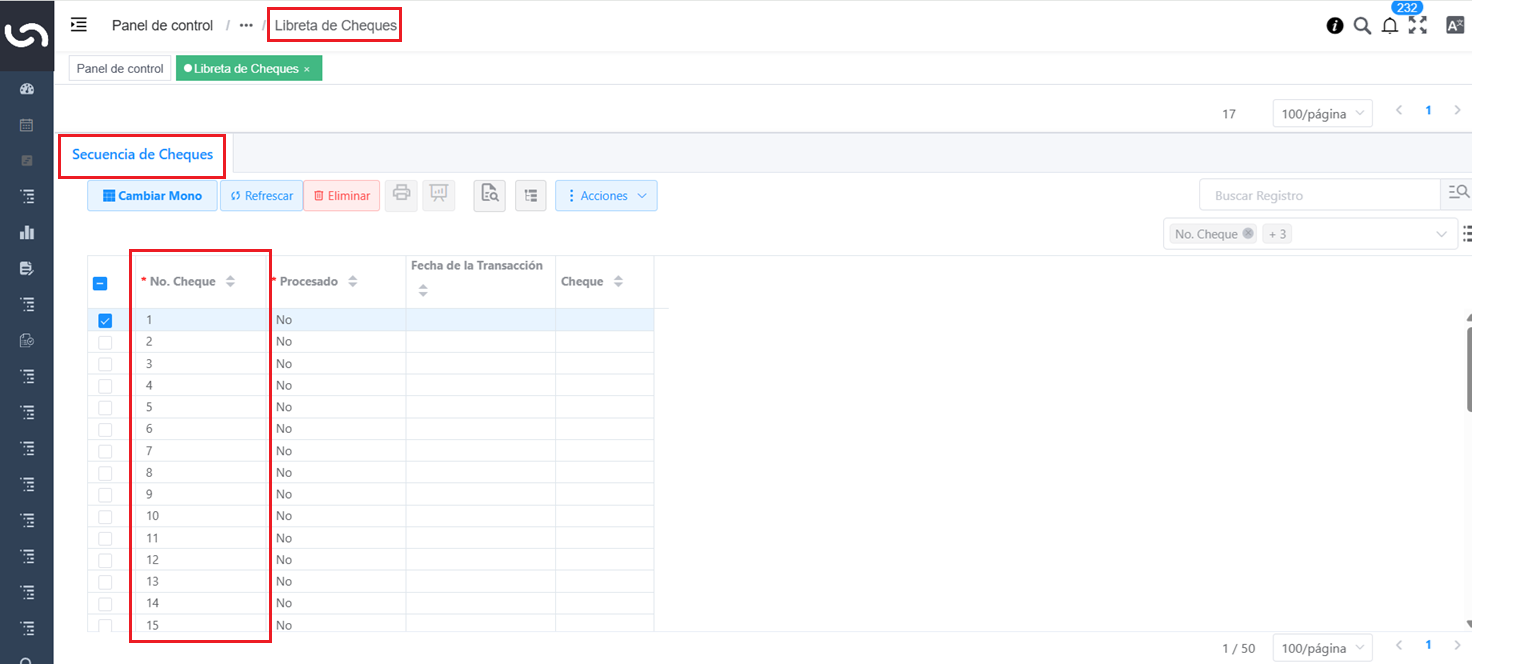 232
Panel de control / ••• / Libreta de Cheques
Panel de control
Libreta de Cheques ×
17
100/página
1
Secuencia de Cheques
Cambiar Mono
Refrescar
Eliminar
Acciones
Buscar Registro
No. Cheque
+ 3
* No. Cheque
* Procesado
Fecha de la Transacción
Cheque
1 No
2 No
3 No
4 No
5 No
6 No
7 No
8 No
9 No
10 No
11 No
12 No
13 No
14 No
15 No
1 / 50
100/página
1